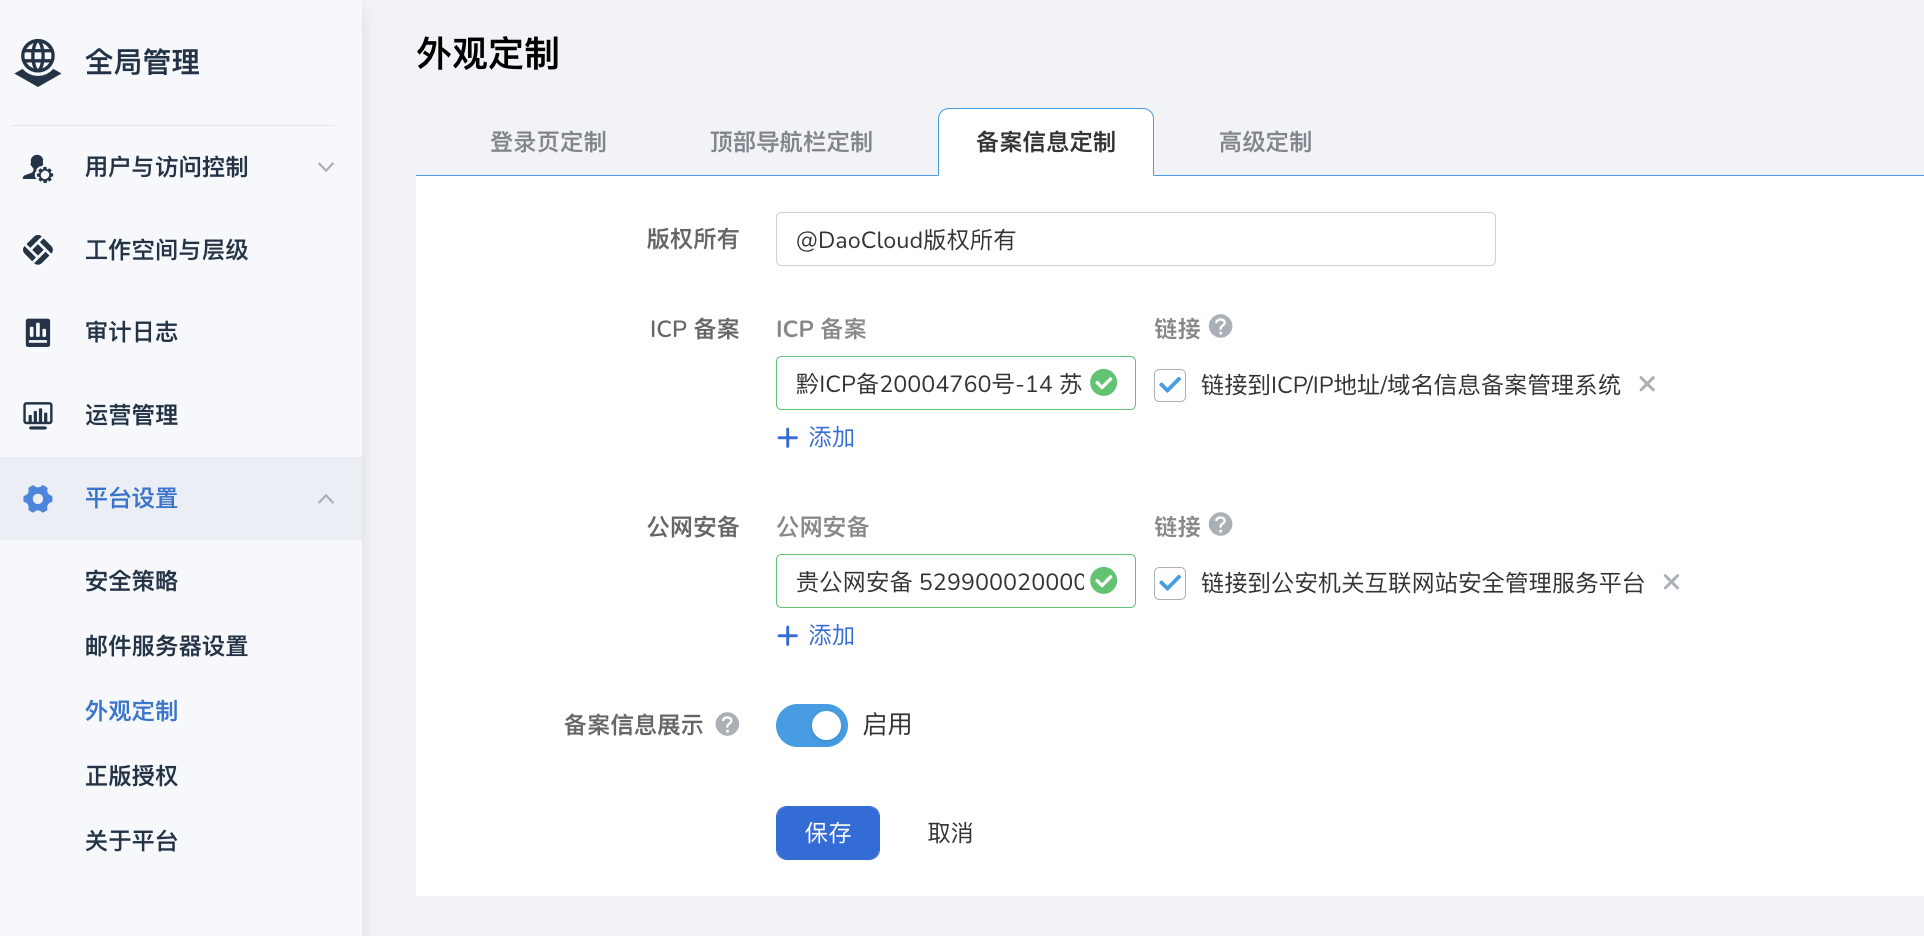 全局管理
用户与访问控制
工作空间与层级
审计日志
运营管理
平台设置
安全策略
邮件服务器设置
外观定制
正版授权
关于平台
外观定制
登录页定制
顶部导航栏定制
备案信息定制
高级定制
版权所有
@DaoCloud版权所有
ICP 备案
ICP 备案
链接
黔ICP备20004760号-14 苏
链接到ICP/IP地址/域名信息备案管理系统
添加
公网安备
公网安备
链接
贵公网安备 529900020000
链接到公安机关互联网站安全管理服务平台
添加
备案信息展示
启用
保存
取消